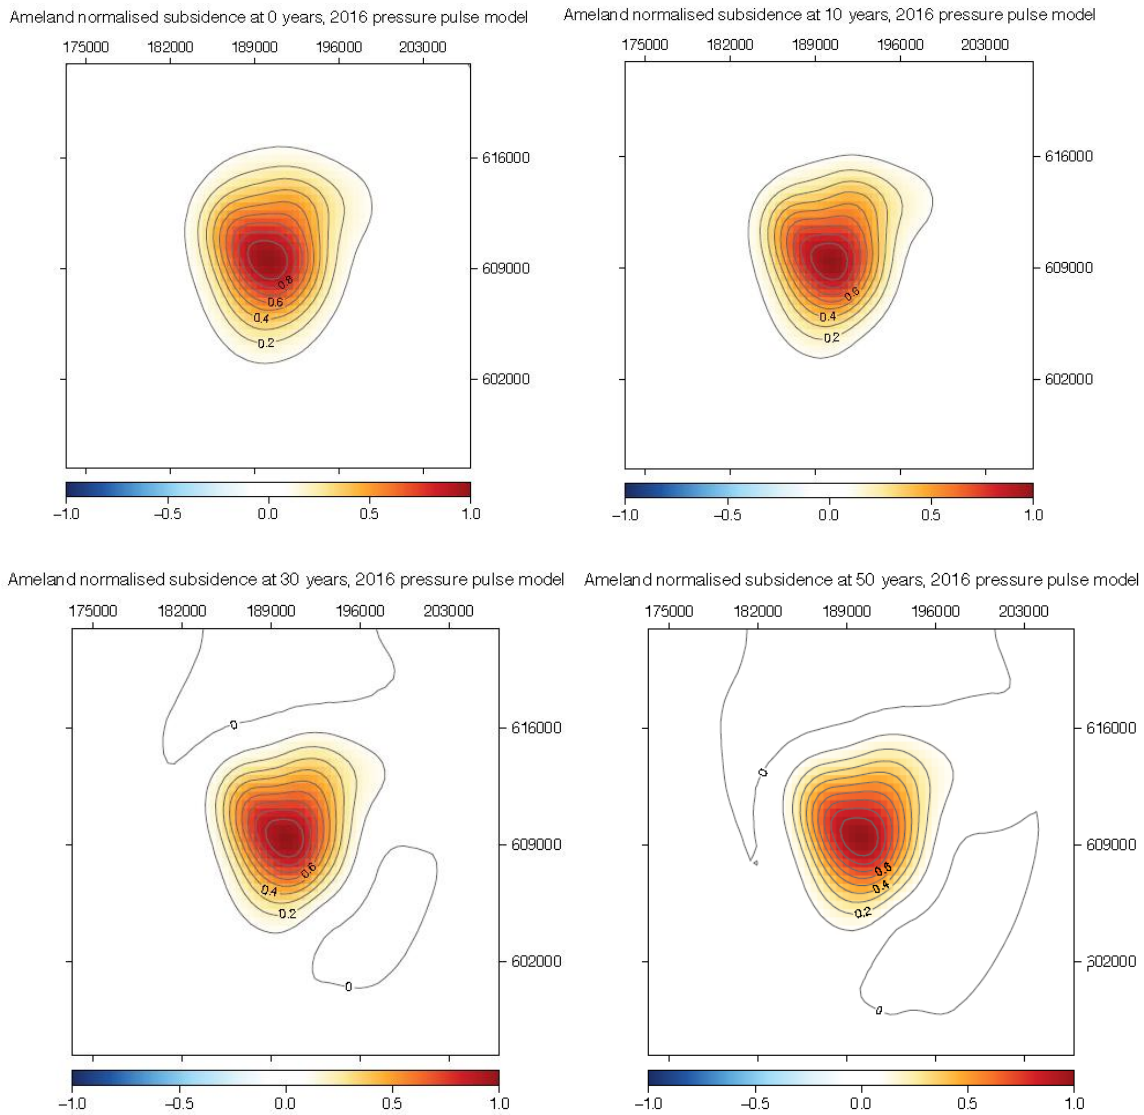 Ameland normalised subsidence at 0 years, 2016 pressure pulse model
175000 182000 189000 196000 203000
616000
609000
602000
0.8
0.6
0.4
0.2
−1.0 −0.5 0.0 0.5 1.0
Ameland normalised subsidence at 10 years, 2016 pressure pulse model
175000 182000 189000 196000 203000
616000
609000
602000
0.6
0.4
0.2
−1.0 −0.5 0.0 0.5 1.0
Ameland normalised subsidence at 30 years, 2016 pressure pulse model
175000 182000 189000 196000 203000
0
616000
609000
602000
0.6
0.4
0.2
0
−1.0 −0.5 0.0 0.5 1.0
Ameland normalised subsidence at 50 years, 2016 pressure pulse model
175000 182000 189000 196000 203000
616000
0
609000
0.6
0.4
0.2
602000
0
−1.0 −0.5 0.0 0.5 1.0